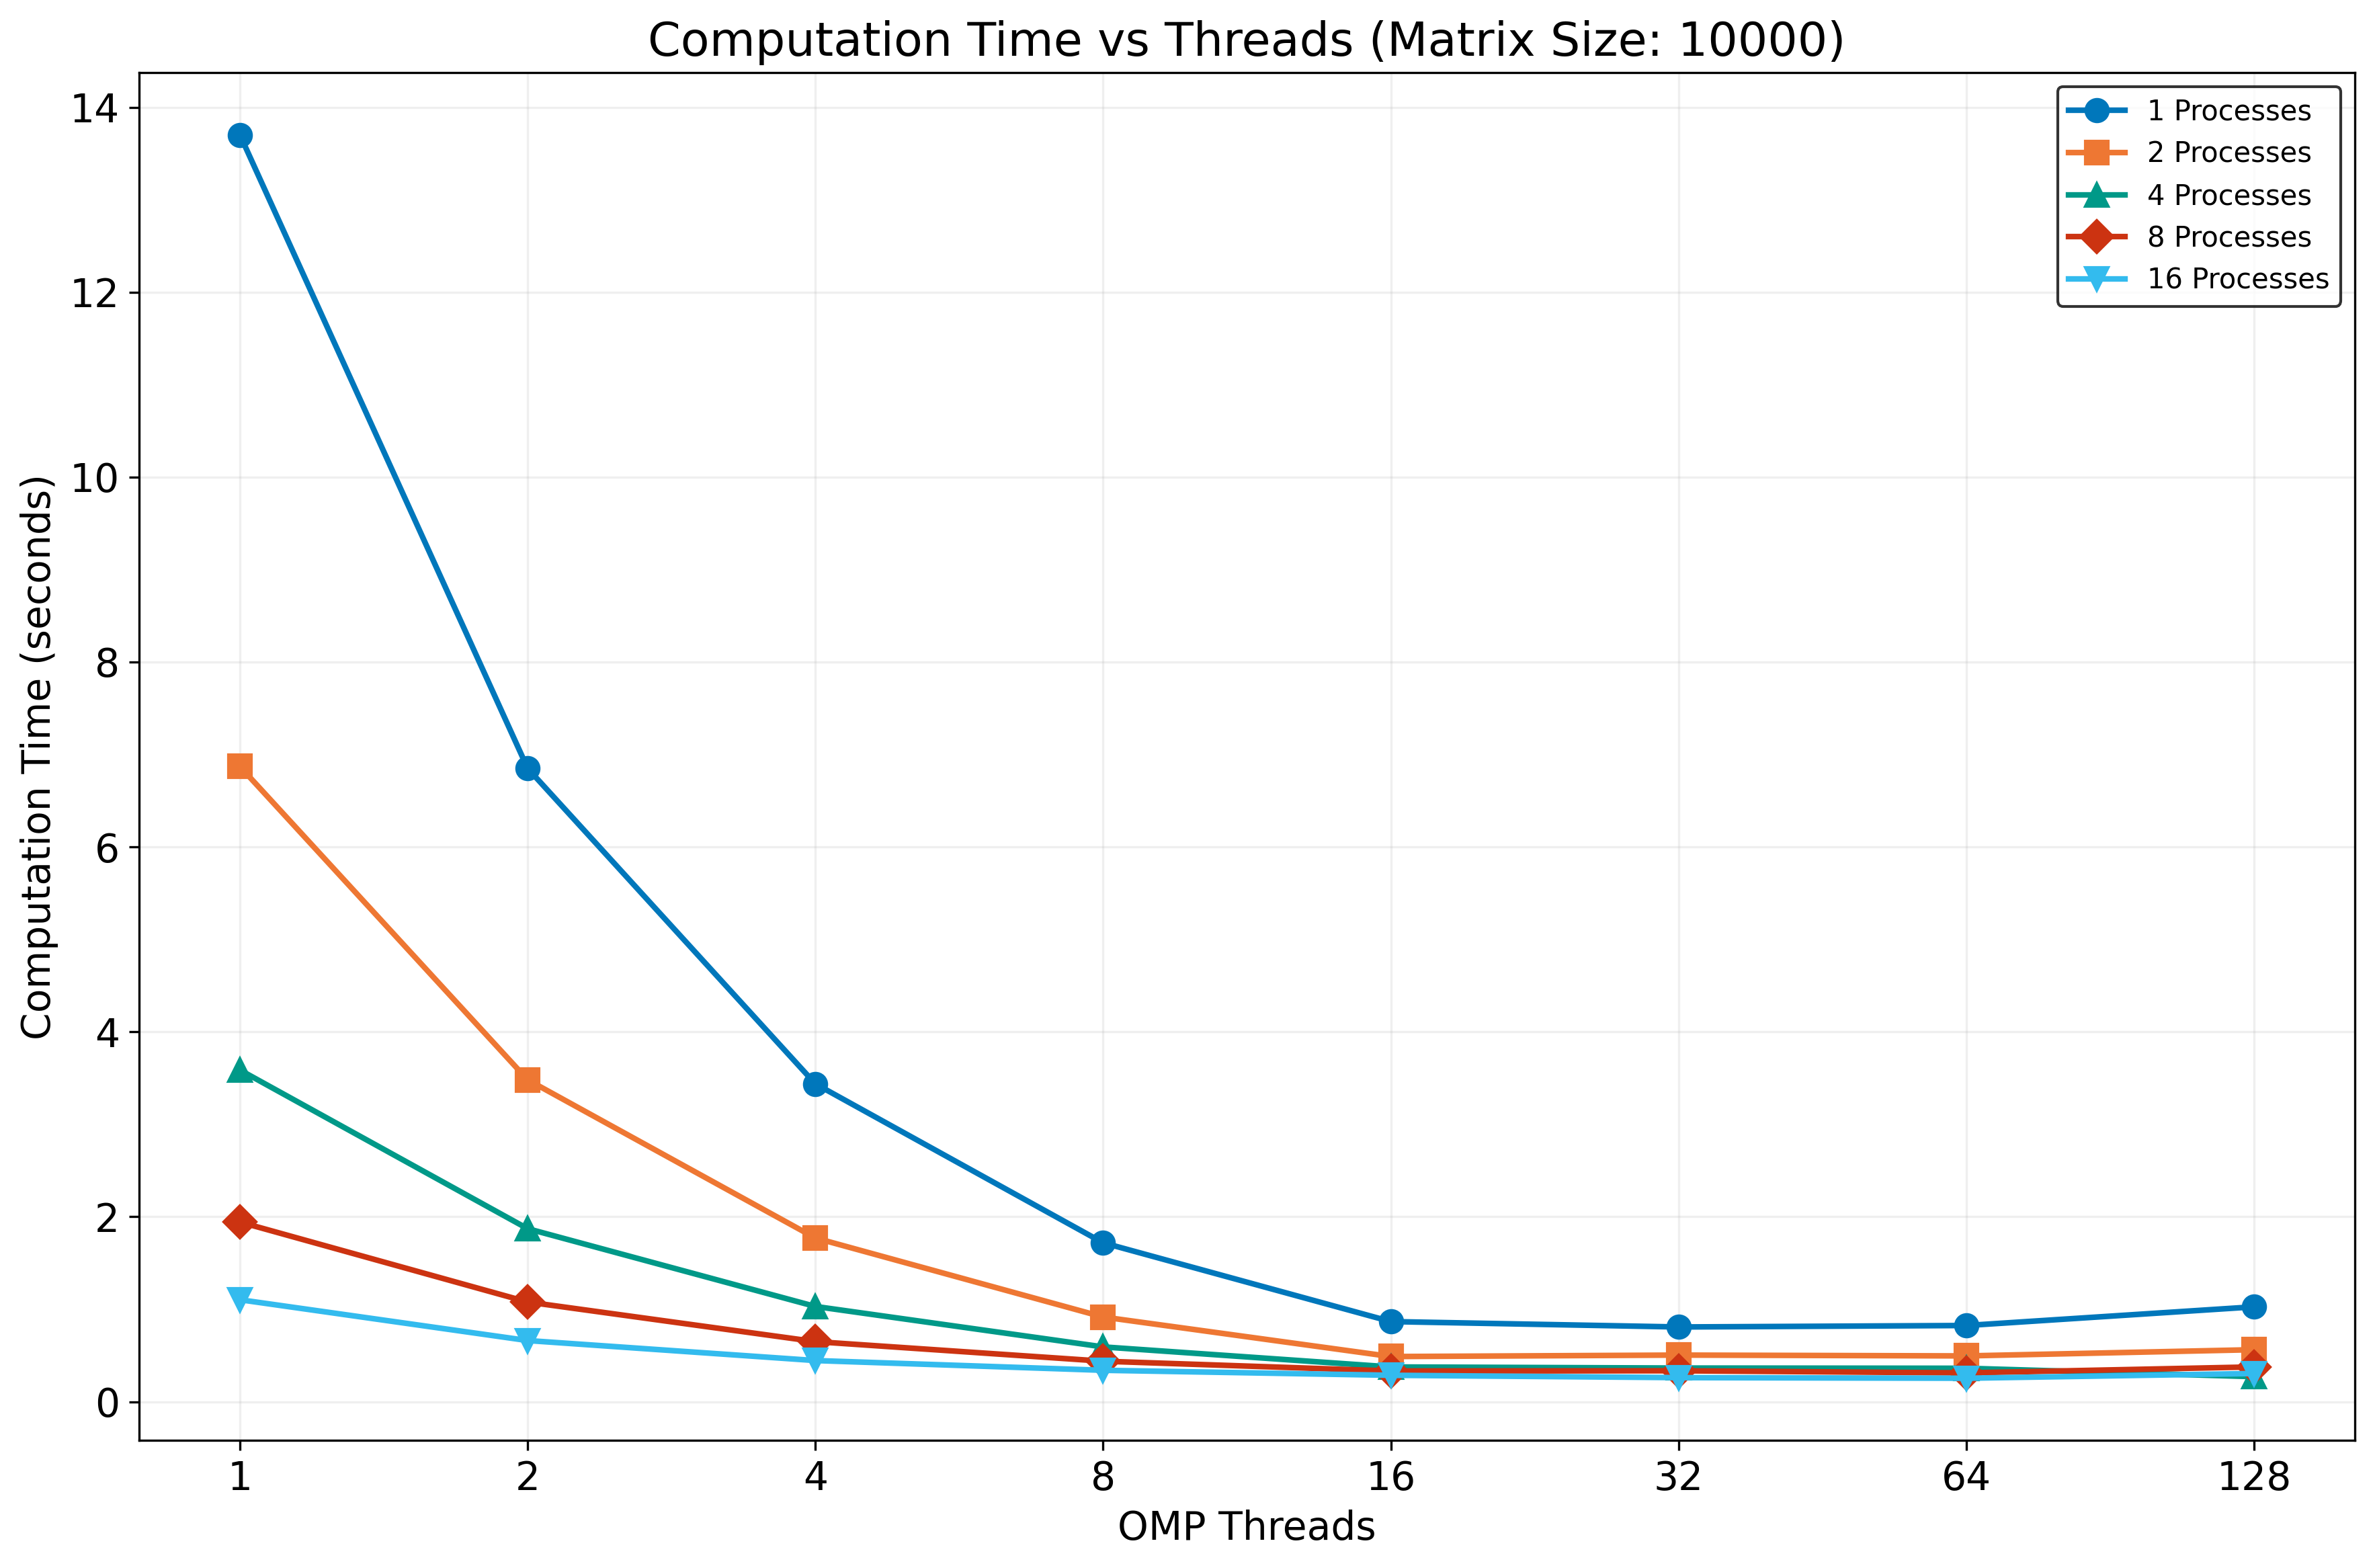 Computation Time vs Threads (Matrix Size: 10000)
1 Processes
2 Processes
4 Processes
8 Processes
16 Processes
Computation Time (seconds)
14
12
10
8
6
4
2
0
1 2 4 8 16 32 64 128
OMP Threads